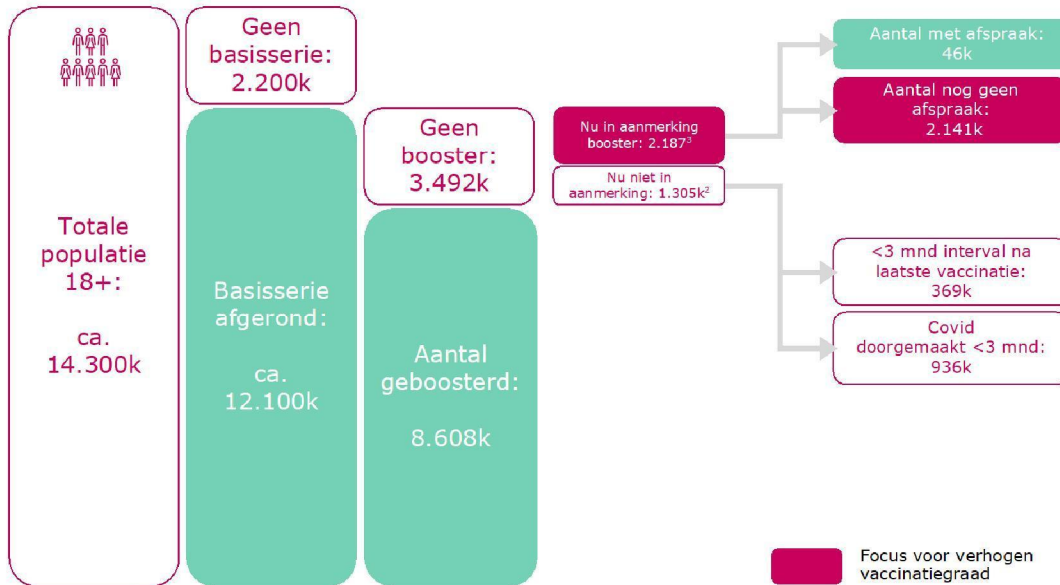 Totale
populatie
18+:
ca.
14.300k
Geen
basisserie:
2.200k
Basisserie
afgerond:
ca.
12.100k
Geen
booster:
3.492k
Aantal
geboosterd:
8.608k
Nu in aanmerking
booster: 2.187³
Nu niet in
aanmerking: 1.305k²
Aantal met afspraak:
46k
Aantal nog geen
afspraak:
2.141k
<3 mnd interval na
laatste vaccinatie:
369k
Covid
doorgemaakt <3 mnd:
936k
Focus voor verhogen
vaccinatiegraad